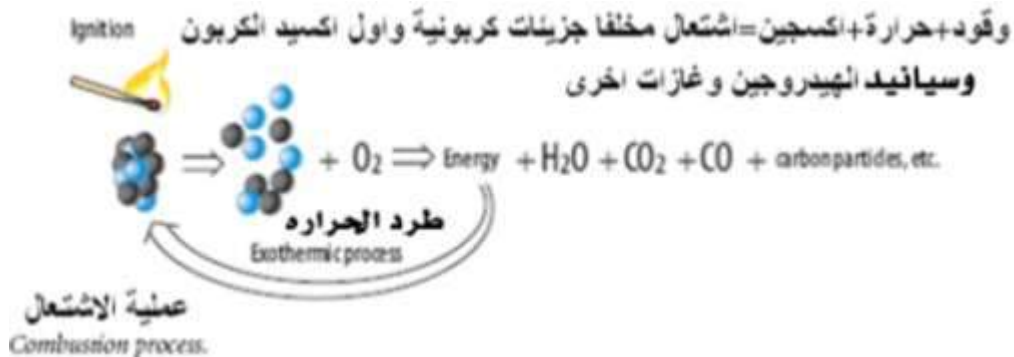 Ignition
وقود+حرارة+اكسجين=اشتعال مخلفا جزيئات كربونية واول اكسيد الكربون
وسيانيد الهيدروجين وغازات اخرى
⇒ + O₂ ⇒ Energy + H₂O + CO₂ + CO + carbon particles, etc.
طرد الحراره
Exothermic process
عملية الاشتعال
Combustion process.